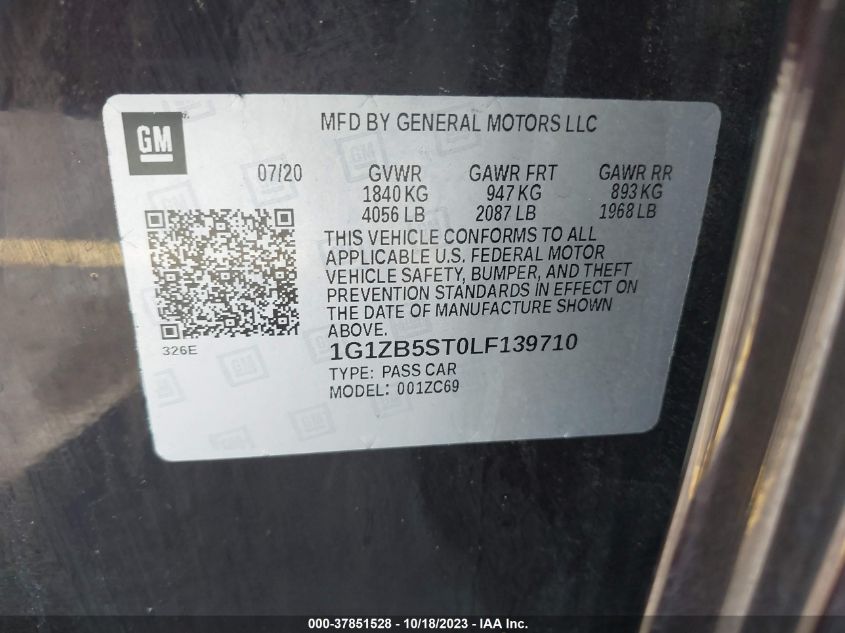 GM
MFD BY GENERAL MOTORS LLC
07/20 GVWR GAWR FRT GAWR RR
1840 KG 947 KG 893 KG
4056 LB 2087 LB 1968 LB
THIS VEHICLE CONFORMS TO ALL
APPLICABLE U.S. FEDERAL MOTOR
VEHICLE SAFETY, BUMPER, AND THEFT
PREVENTION STANDARDS IN EFFECT ON
THE DATE OF MANUFACTURE SHOWN
ABOVE.
326E
1G1ZB5ST0LF139710
TYPE: PASS CAR
MODEL: 001ZC69
000-37851528 - 10/18/2023 - IAA Inc.